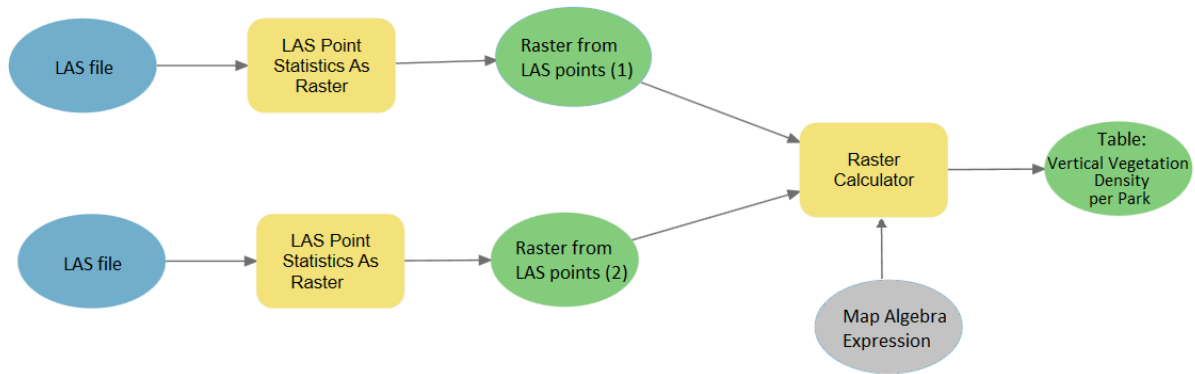 LAS file
LAS Point
Statistics As
Raster
Raster from
LAS points (1)
Raster
Calculator
Table:
Vertical Vegetation
Density
per Park
LAS file
LAS Point
Statistics As
Raster
Raster from
LAS points (2)
Map Algebra
Expression